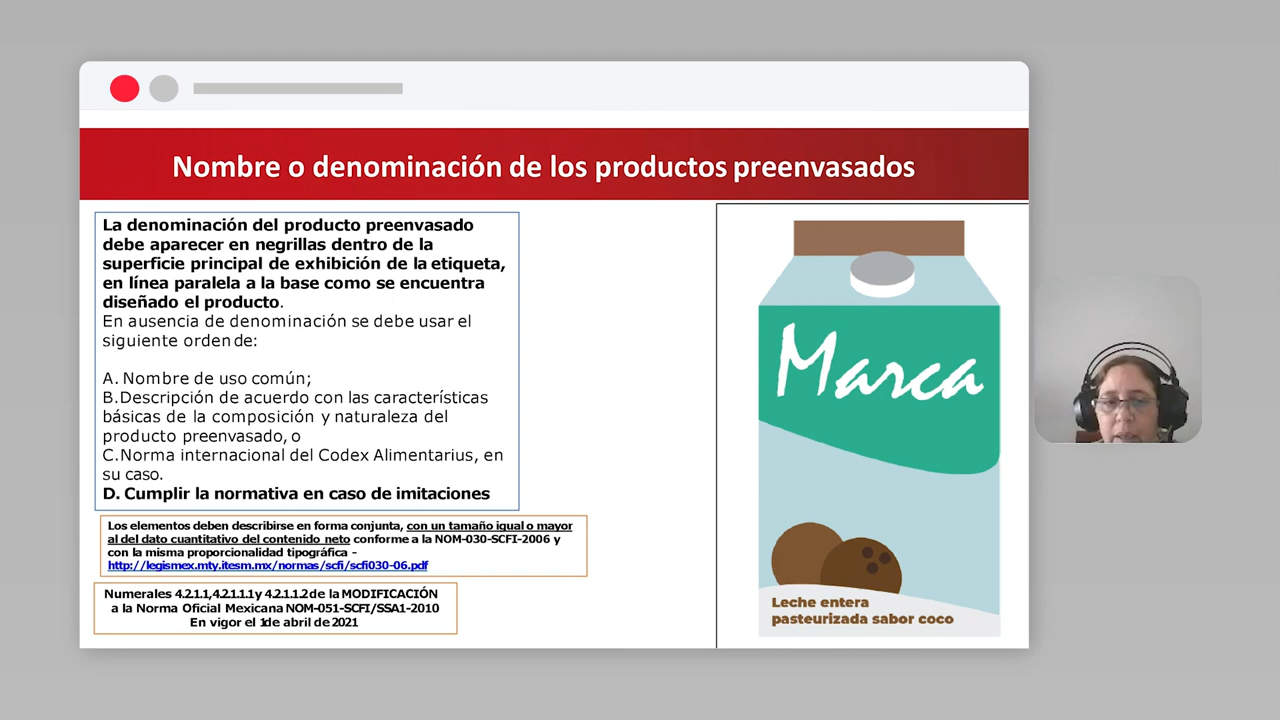 Nombre o denominación de los productos preenvasados
La denominación del producto preenvasado
debe aparecer en negrillas dentro de la
superficie principal de exhibición de la etiqueta,
en línea paralela a la base como se encuentra
diseñado el producto.
En ausencia de denominación se debe usar el
siguiente orden de:
A. Nombre de uso común;
B.Descripción de acuerdo con las características
básicas de la composición y naturaleza del
producto preenvasado, o
C.Norma internacional del Codex Alimentarius, en
su caso.
D. Cumplir la normativa en caso de imitaciones
Los elementos deben describirse en forma conjunta, con un tamaño igual o mayor
al del dato cuantitativo del contenido neto conforme a la NOM-030-SCFI-2006 y
con la misma proporcionalidad tipográfica -
http://legismex.mty.itesm.mx/normas/scfi/scfi030-06.pdf
Numerales 4.2.1.1,4.2.1.1.1 y 4.2.1.1.2 de la MODIFICACIÓN
a la Norma Oficial Mexicana NOM-051-SCFI/SSA1-2010
En vigor el 1de abril de 2021
Marca
Leche entera
pasteurizada sabor coco